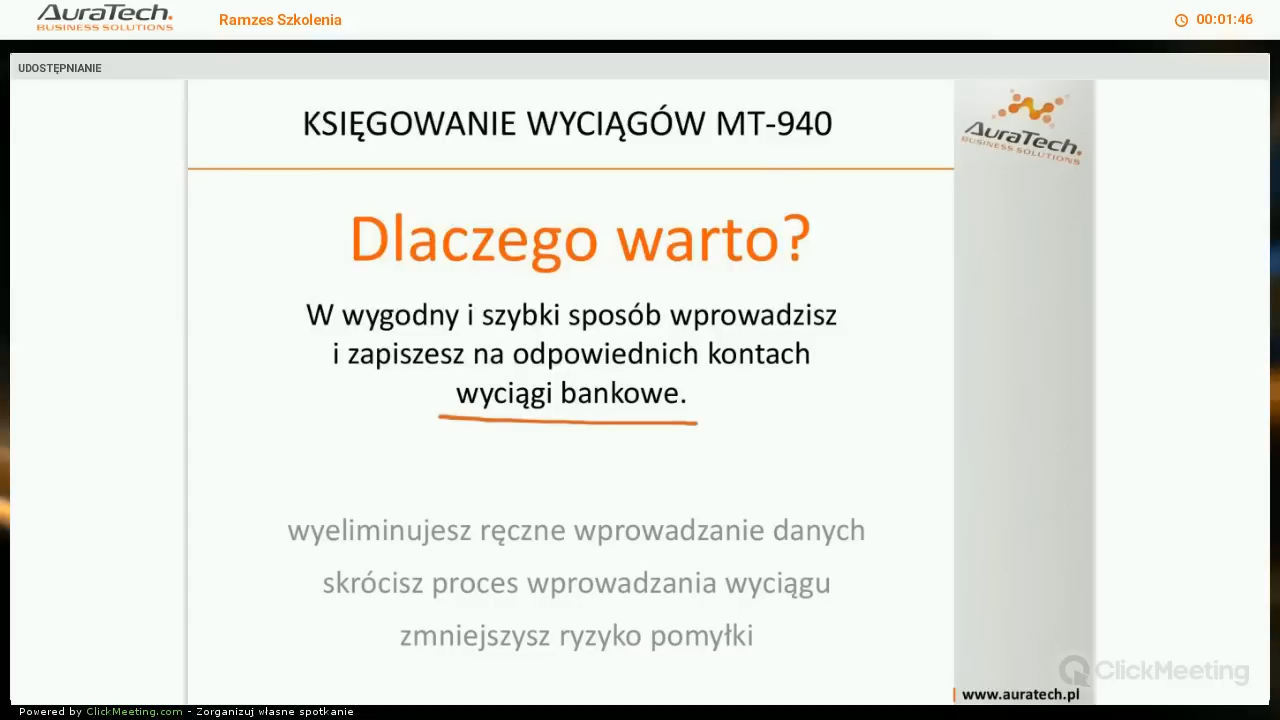 AURATECH.
BUSINESS SOLUTIONS
Ramzes Szkolenia
00:01:46
UDOSTĘPNIANIE
KSIĘGOWANIE WYCIĄGÓW MT-940
AURATECH.
BUSINESS SOLUTIONS
Dlaczego warto?
W wygodny i szybki sposób wprowadzisz
i zapiszesz na odpowiednich kontach
wyciągi bankowe.
wyeliminujesz ręczne wprowadzanie danych
skrócisz proces wprowadzania wyciągu
zmniejszysz ryzyko pomyłki
ClickMeeting
www.auratech.pl
Powered by ClickMeeting.com - Zorganizuj własne spotkanie